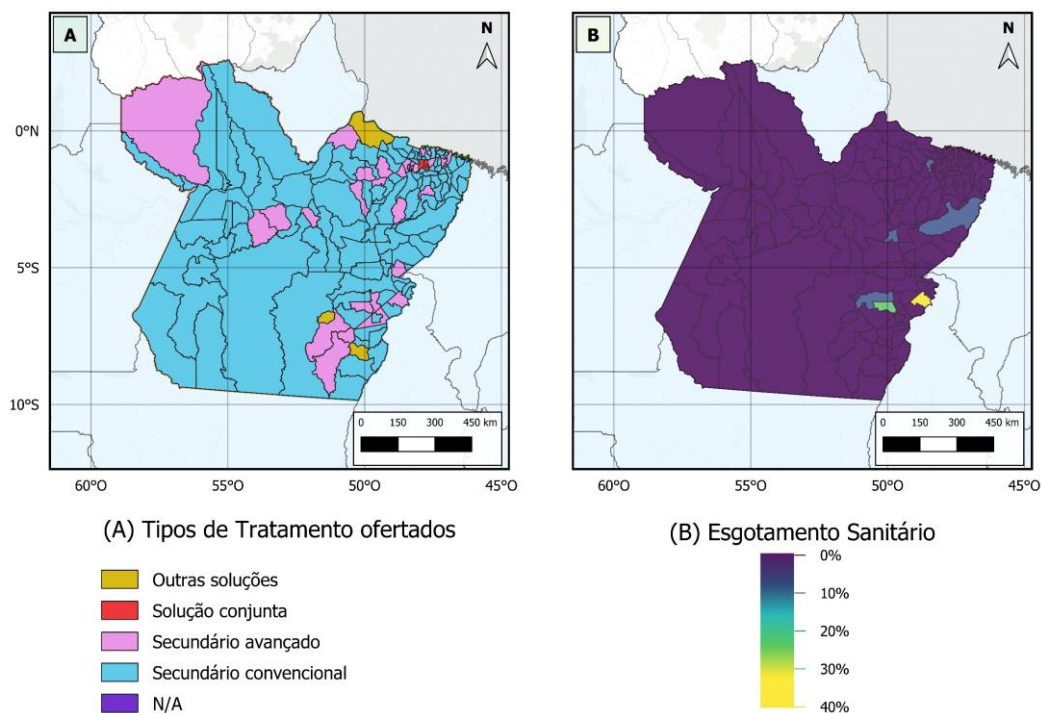 A
N
0°N
5°S
10°S
0 150 300 450 km
60°O 55°O 50°O 45°O
B
N
0 150 300 450 km
60°O 55°O 50°O 45°O
(A) Tipos de Tratamento ofertados
Outras soluções
Solução conjunta
Secundário avançado
Secundário convencional
N/A
(B) Esgotamento Sanitário
0%
10%
20%
30%
40%